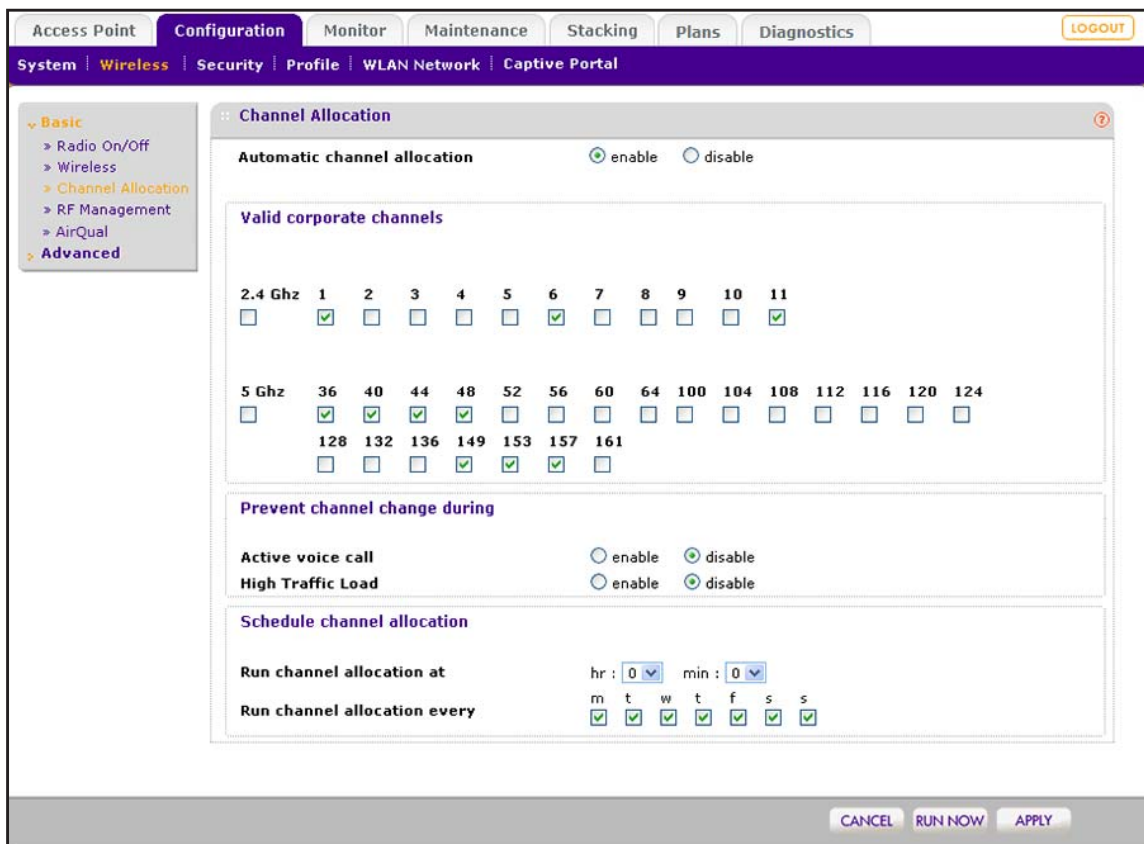 Access Point Configuration Monitor Maintenance Stacking Plans Diagnostics LOGOUT
System Wireless Security Profile WLAN Network Captive Portal
Basic
» Radio On/Off
» Wireless
» Channel Allocation
» RF Management
» AirQual
Advanced
Channel Allocation ?
Automatic channel allocation enable disable
Valid corporate channels
2.4 Ghz 1 2 3 4 5 6 7 8 9 10 11
5 Ghz 36 40 44 48 52 56 60 64 100 104 108 112 116 120 124
128 132 136 149 153 157 161
Prevent channel change during
Active voice call enable disable
High Traffic Load enable disable
Schedule channel allocation
Run channel allocation at hr : 0 min : 0
m t w t f s s
Run channel allocation every
CANCEL RUN NOW APPLY